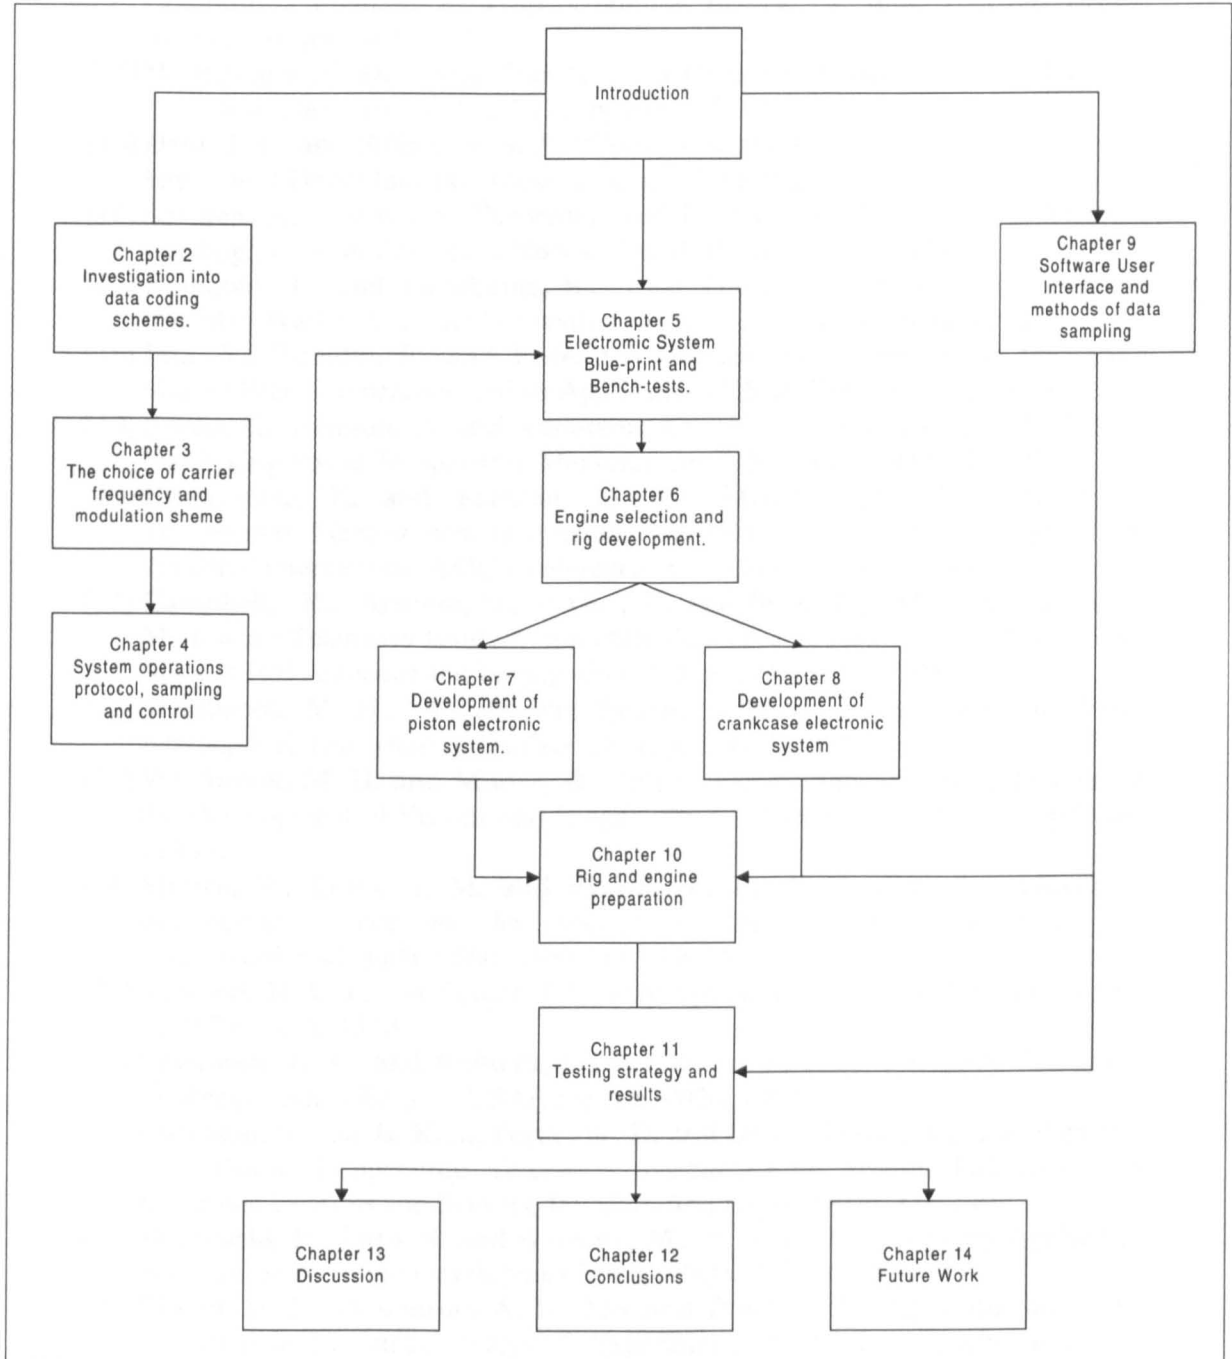 Introduction
Chapter 2
Investigation into
data coding
schemes.
Chapter 9
Software User
Interface and
methods of data
sampling
Chapter 5
Electromic System
Blue-print and
Bench-tests.
Chapter 3
The choice of carrier
frequency and
modulation sheme
Chapter 6
Engine selection and
rig development.
Chapter 4
System operations
protocol, sampling
and control
Chapter 7
Development of
piston electronic
system.
Chapter 8
Development of
crankcase electronic
system
Chapter 10
Rig and engine
preparation
Chapter 11
Testing strategy and
results
Chapter 13
Discussion
Chapter 12
Conclusions
Chapter 14
Future Work